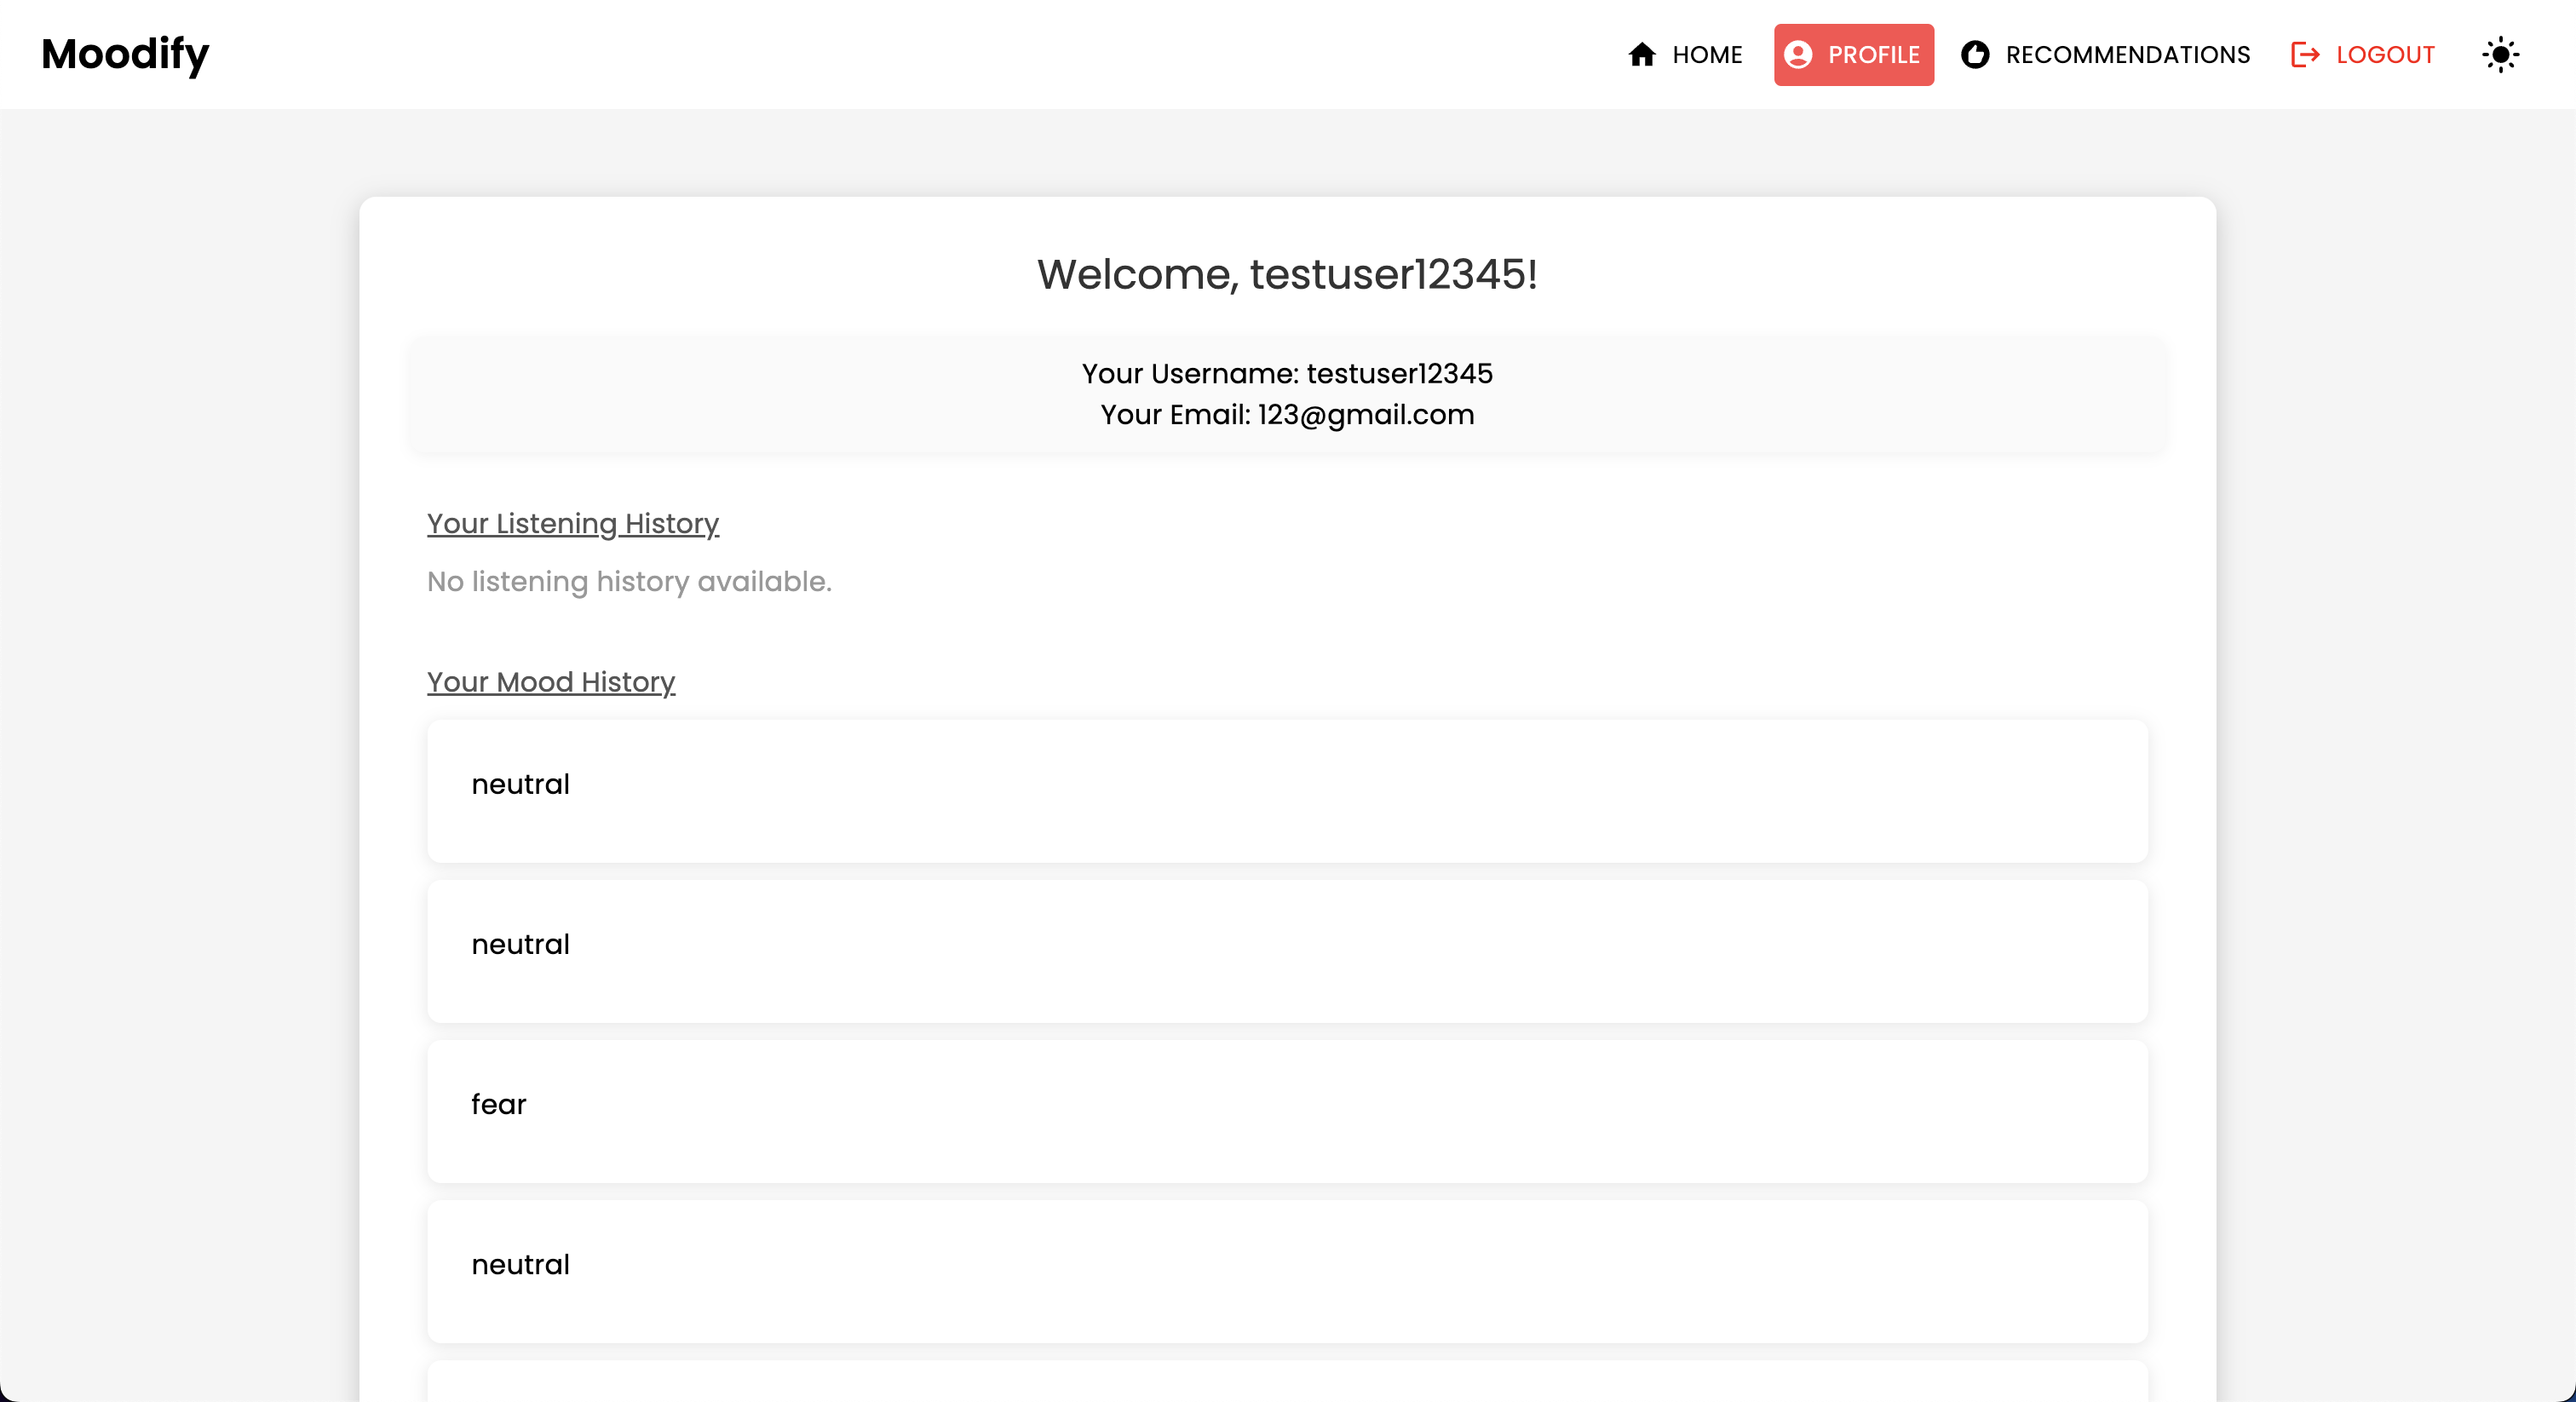 Moodify
HOME
PROFILE
RECOMMENDATIONS
LOGOUT
Welcome, testuser12345!
Your Username: testuser12345
Your Email: 123@gmail.com
Your Listening History
No listening history available.
Your Mood History
neutral
neutral
fear
neutral